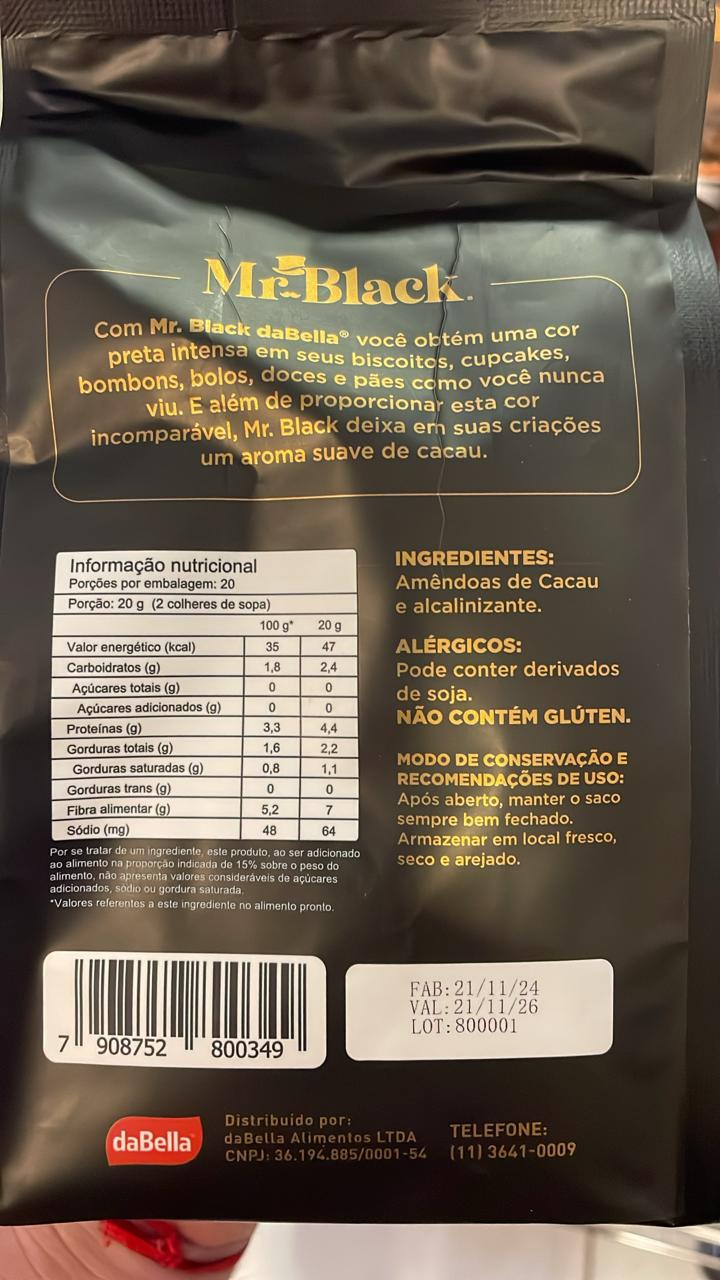 Mr. Black.
Com Mr. Black daBella® você obtém uma cor
preta intensa em seus biscoitos, cupcakes,
bombons, bolos, doces e pães como você nunca
viu. E além de proporcionar esta cor
incomparável, Mr. Black deixa em suas criações
um aroma suave de cacau.
Informação nutricional
Porções por embalagem: 20
Porção: 20 g (2 colheres de sopa)
100 g* 20 g
Valor energético (kcal) 35 47
Carboidratos (g) 1,8 2,4
Açúcares totais (g) 0 0
Açúcares adicionados (g) 0 0
Proteínas (g) 3,3 4,4
Gorduras totais (g) 1,6 2,2
Gorduras saturadas (g) 0,8 1,1
Gorduras trans (g) 0 0
Fibra alimentar (g) 5,2 7
Sódio (mg) 48 64
Por se tratar de um ingrediente, este produto, ao ser adicionado
ao alimento na proporção indicada de 15% sobre o peso do
alimento, não apresenta valores consideráveis de açúcares
adicionados, sódio ou gordura saturada.
*Valores referentes a este ingrediente no alimento pronto.
INGREDIENTES:
Amêndoas de Cacau
e alcalinizante.
ALÉRGICOS:
Pode conter derivados
de soja.
NÃO CONTÉM GLÚTEN.
MODO DE CONSERVAÇÃO E
RECOMENDAÇÕES DE USO:
Após aberto, manter o saco
sempre bem fechado.
Armazenar em local fresco,
seco e arejado.
7 908752 800349
FAB: 21/11/24
VAL: 21/11/26
LOT: 800001
daBella
Distribuido por:
daBella Alimentos LTDA
CNPJ: 36.194.885/0001-54
TELEFONE:
(11) 3641-0009